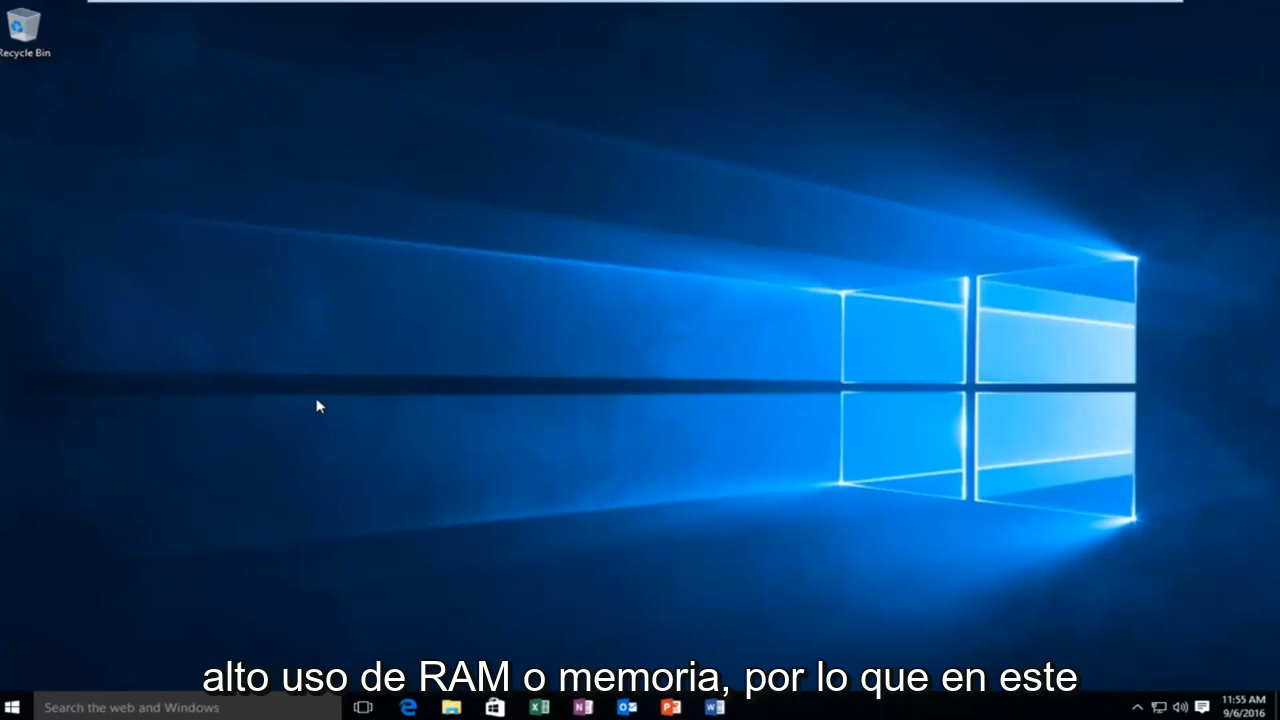 Recycle Bin
alto uso de RAM o memoria, por lo que en este
Search the web and Windows
11:55 AM
9/6/2016